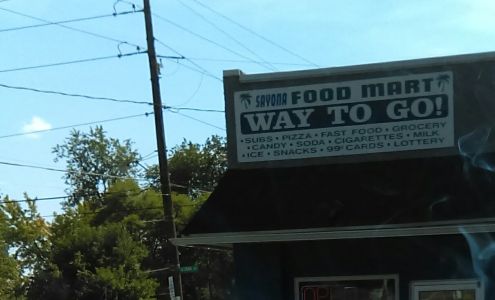 SAYONA FOOD MART
WAY TO GO!
• SUBS • PIZZA • FAST FOOD • GROCERY
• CANDY • SODA • CIGARETTES • MILK
• ICE • SNACKS • 99¢ CARDS • LOTTERY